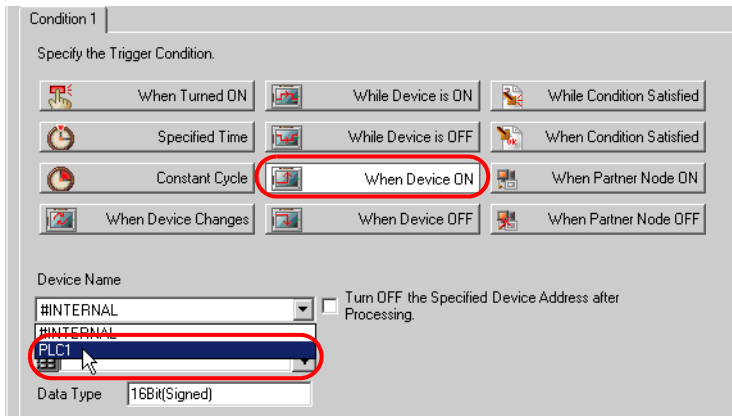 Condition 1
Specify the Trigger Condition.
When Turned ON
While Device is ON
While Condition Satisfied
Specified Time
While Device is OFF
When Condition Satisfied
Constant Cycle
When Device ON
When Partner Node ON
When Device Changes
When Device OFF
When Partner Node OFF
Device Name
#INTERNAL
Turn OFF the Specified Device Address after
Processing.
#INTERNAL
PLC1
Data Type 16Bit(Signed)